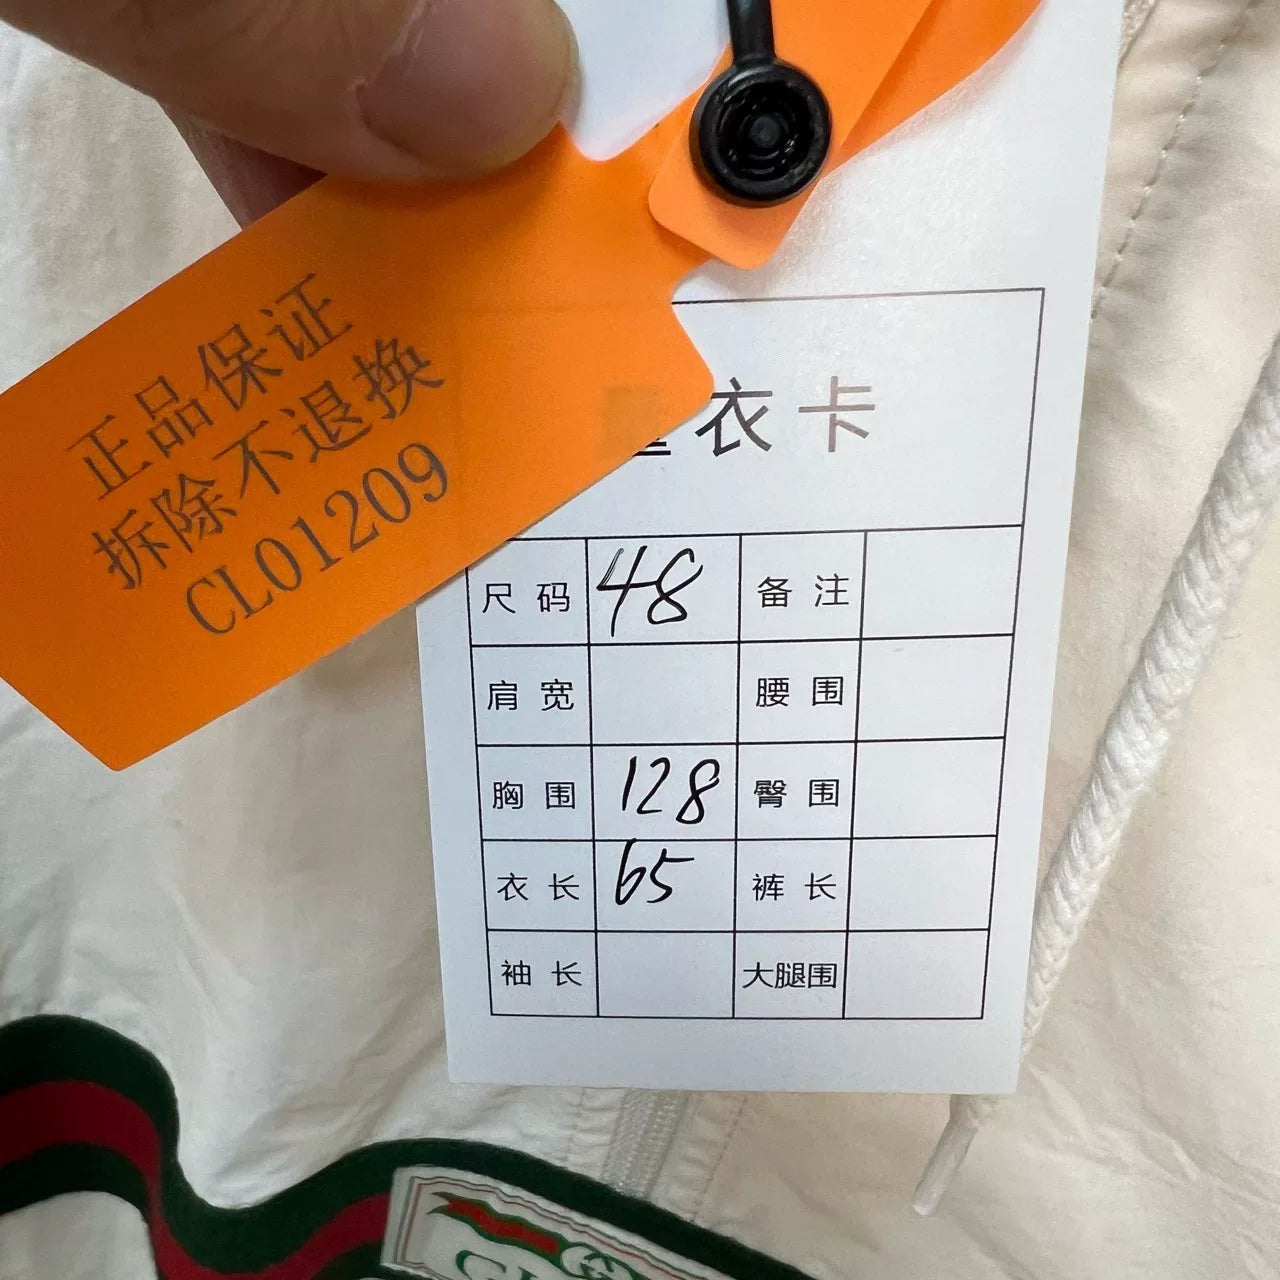 正品保证
拆除不退换
CL01209
衣卡
尺码 48 备注
肩宽 腰围
胸围 128 臀围
衣长 65 裤长
袖长 大腿围